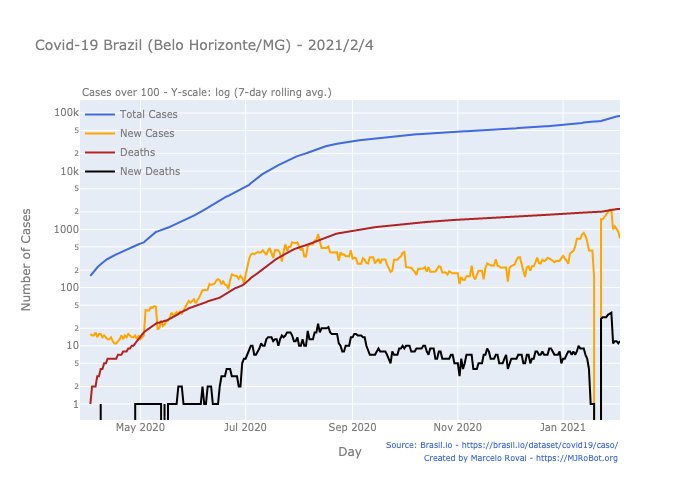 Covid-19 Brazil (Belo Horizonte/MG) - 2021/2/4
Cases over 100 - Y-scale: log (7-day rolling avg.)
Total Cases
New Cases
Deaths
New Deaths
Number of Cases
100k
5
2
10k
5
2
1000
5
2
100
5
2
10
5
2
1
May 2020
Jul 2020
Sep 2020
Nov 2020
Jan 2021
Day
Source: Brasil.io - https://brasil.io/dataset/covid19/caso/
Created by Marcelo Rovai - https://MJRoBot.org